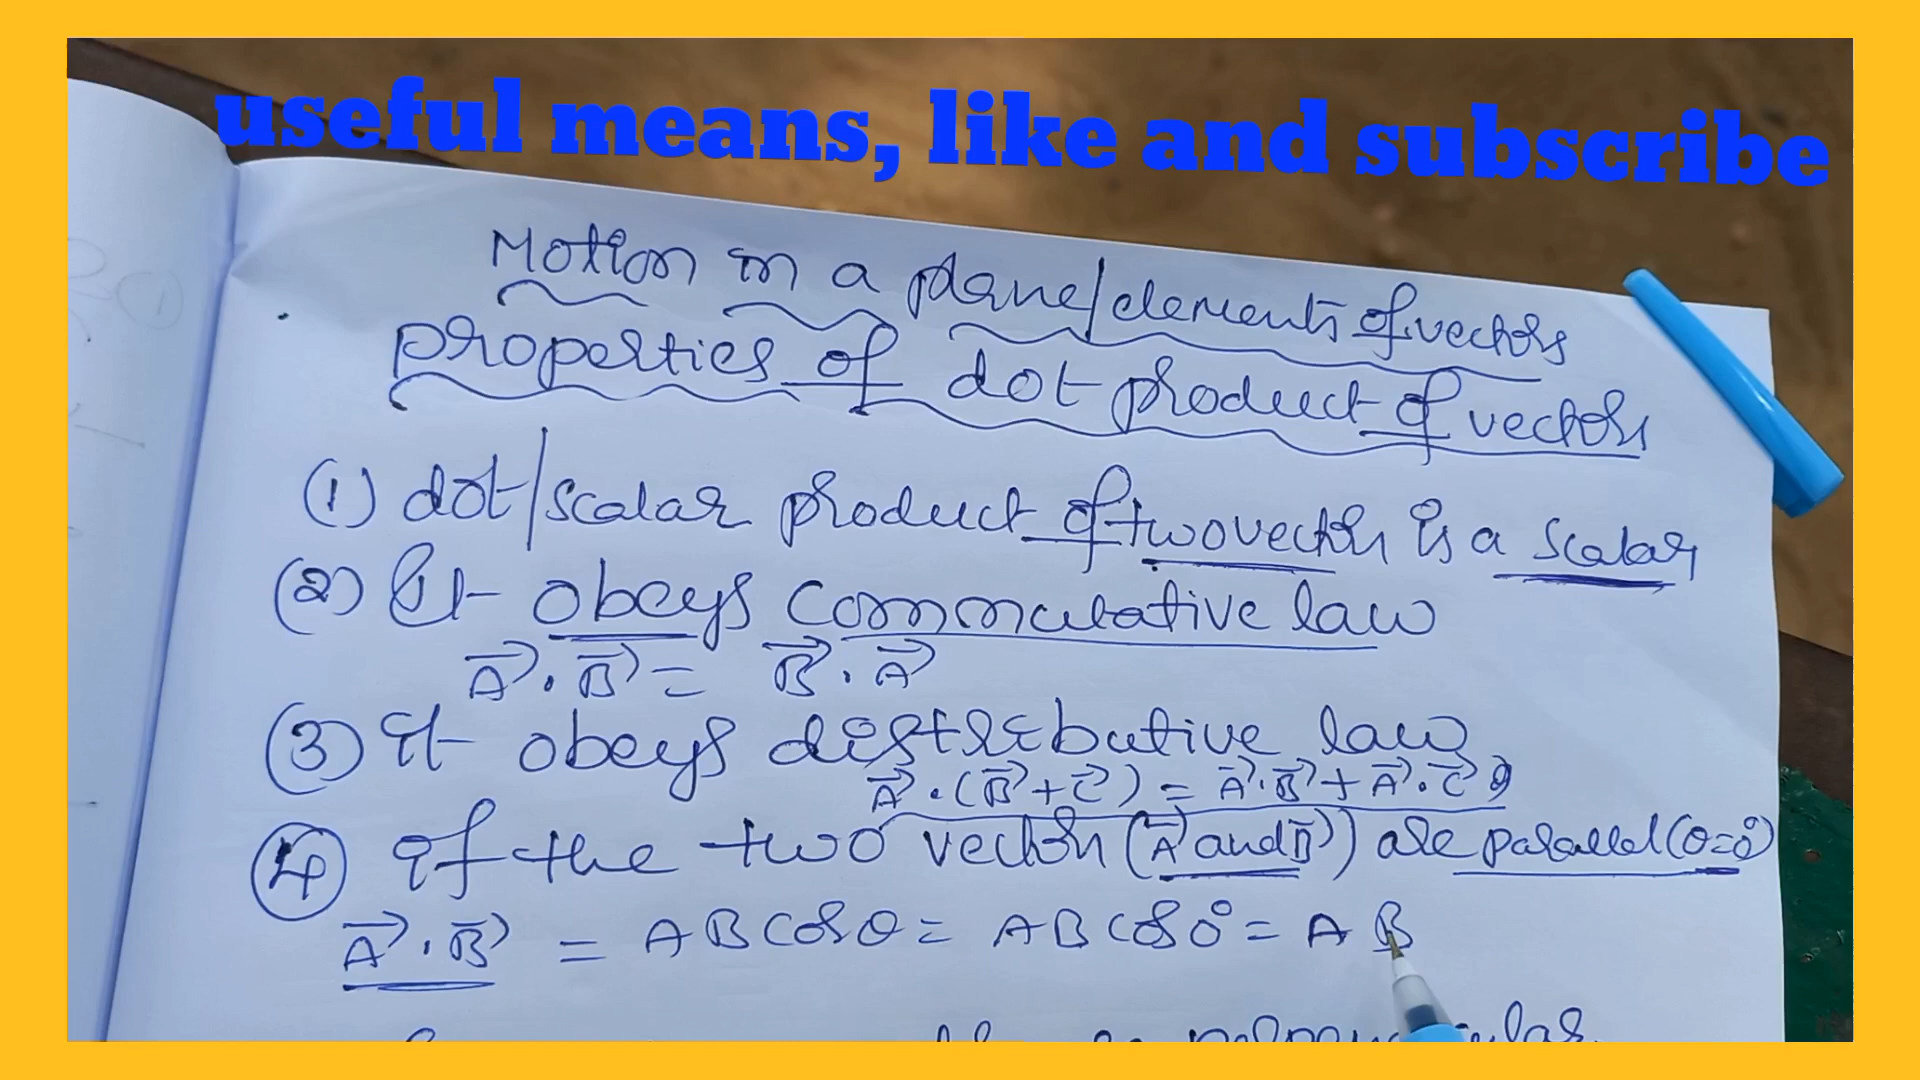 useful means, like and subscribe
Motion in a plane/elements of vectors
properties of dot product of vectors
(1) dot/scalar product of two vectors is a scalar
(2) It obeys commutative law
A⃗ . B⃗ = B⃗ . A⃗
(3) It obeys distributive law,
A⃗ . (B⃗ + C⃗) = A⃗ . B⃗ + A⃗ . C⃗
(4) If the two vectors (A⃗ and B⃗) are parallel (θ=0°)
A⃗ . B⃗ = AB cos θ = AB cos 0° = AB